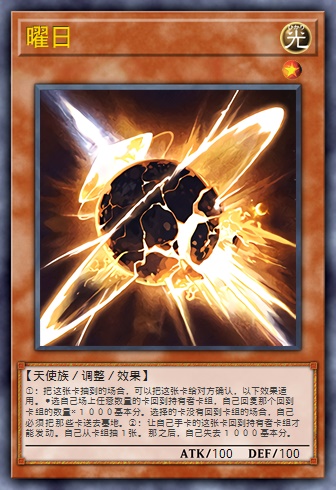 曜日
光
【天使族／调整／效果】
①：把这张卡抽到的场合，可以把这张卡给对方确认，以下效果适
用。●选自己场上任意数量的卡回到持有者卡组，自己回复那个回到
卡组的数量×１０００基本分。选择的卡没有回到卡组的场合，自己
必须把那些卡送去墓地。②：让自己手卡的这张卡回到持有者卡组才
能发动。自己从卡组抽１张。那之后，自己失去１０００基本分。
ATK/100 DEF/100